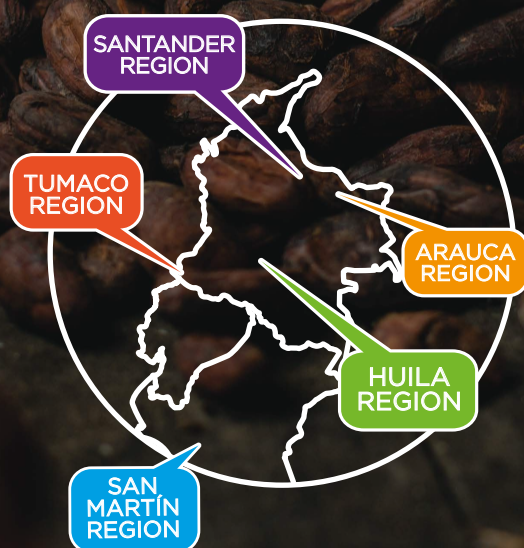 SANTANDER
REGION
TUMACO
REGION
ARAUCA
REGION
HUILA
REGION
SAN
MARTÍN
REGION